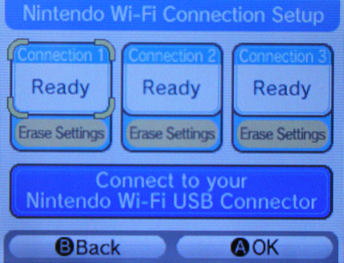 Nintendo Wi-Fi Connection Setup
Connection 1
Connection 2
Connection 3
Ready
Ready
Ready
Erase Settings
Erase Settings
Erase Settings
Connect to your
Nintendo Wi-Fi USB Connector
B Back
A OK